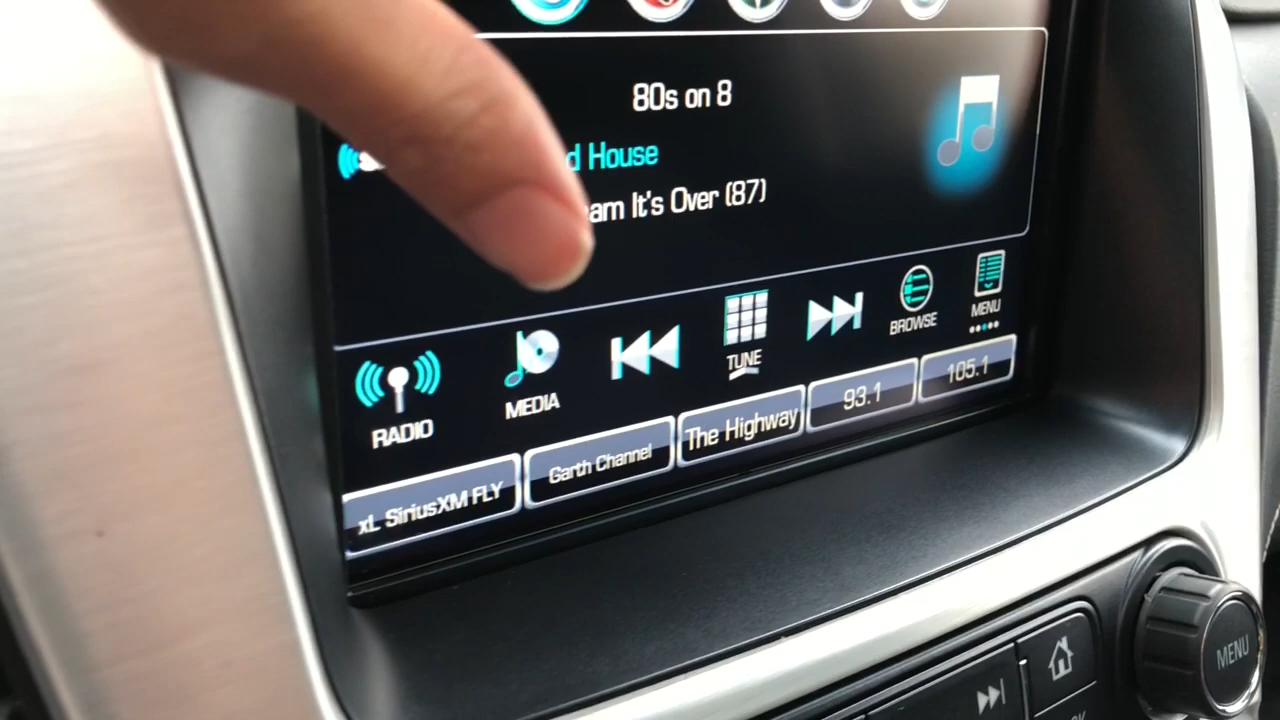 80s on 8
d House
am It's Over (87)
RADIO
MEDIA
TUNE
BROWSE
MENU
xL SiriusXM FLY
Garth Channel
The Highway
93.1
105.1
MENU